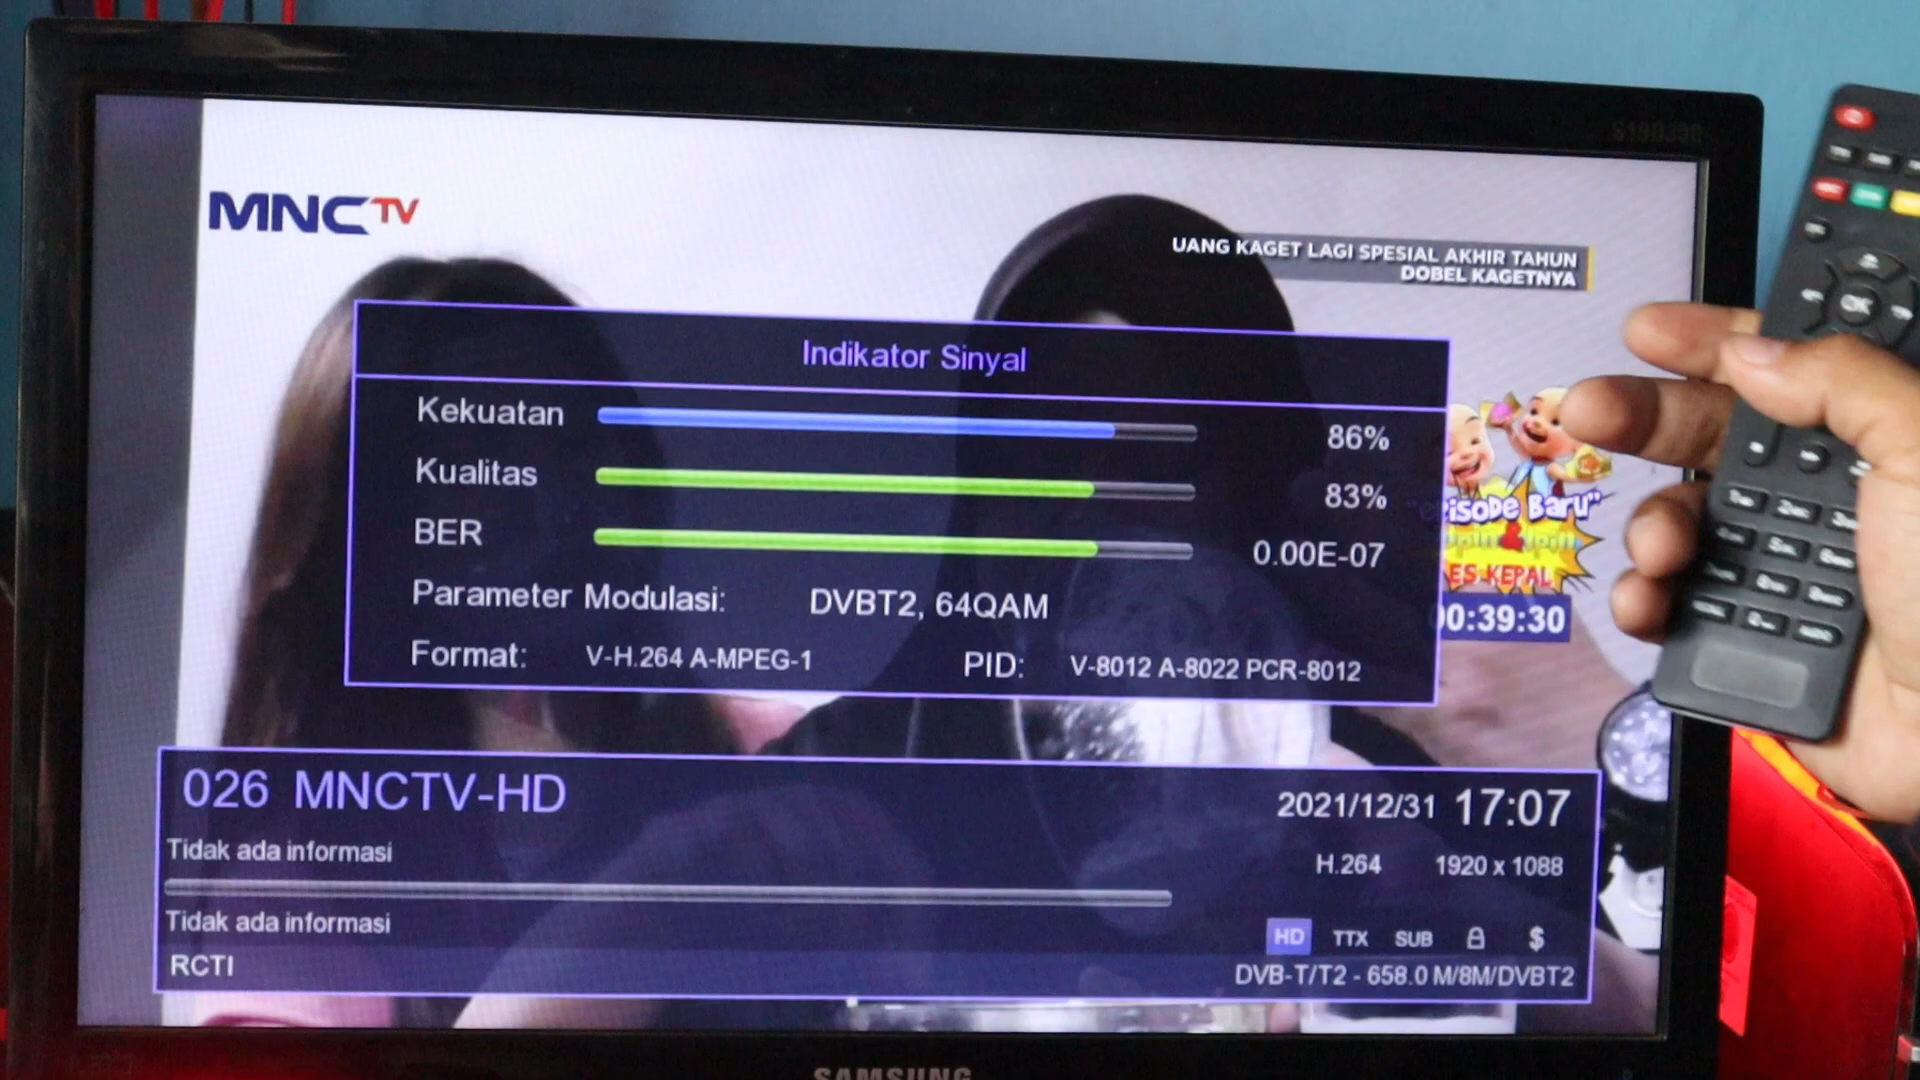 S19D300
MNCTV
UANG KAGET LAGI SPESIAL AKHIR TAHUN
DOBEL KAGETNYA
Indikator Sinyal
Kekuatan 86%
Kualitas 83%
BER 0.00E-07
Parameter Modulasi: DVBT2, 64QAM
Format: V-H.264 A-MPEG-1 PID: V-8012 A-8022 PCR-8012
Baru"
ES KEPAL
00:39:30
OK
026 MNCTV-HD
2021/12/31 17:07
Tidak ada informasi
H.264 1920 x 1088
Tidak ada informasi
HD TTX SUB $
RCTI
DVB-T/T2 - 658.0 M/8M/DVBT2
SAMSUNG